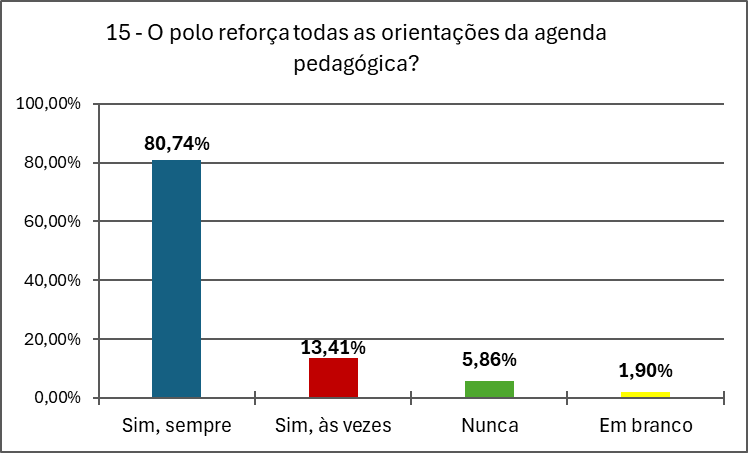 15 - O polo reforça todas as orientações da agenda
pedagógica?
100,00%
80,00%
60,00%
40,00%
20,00%
0,00%
80,74%
13,41%
5,86%
1,90%
Sim, sempre
Sim, às vezes
Nunca
Em branco